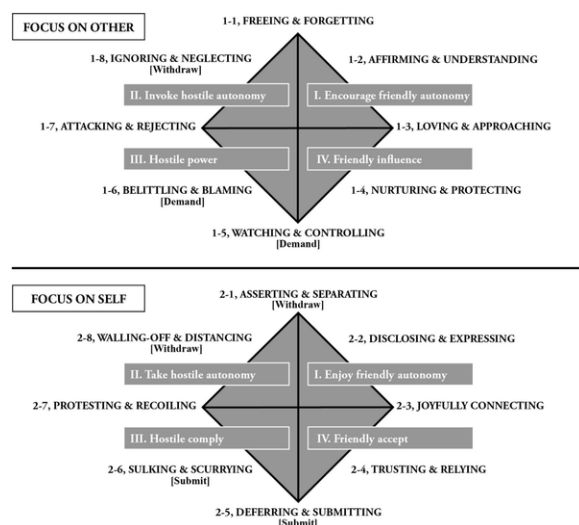 1-1, FREEING & FORGETTING
FOCUS ON OTHER
1-8, IGNORING & NEGLECTING
[Withdraw]
1-2, AFFIRMING & UNDERSTANDING
II. Invoke hostile autonomy
I. Encourage friendly autonomy
1-7, ATTACKING & REJECTING
1-3, LOVING & APPROACHING
III. Hostile power
IV. Friendly influence
1-6, BELITTLING & BLAMING
[Demand]
1-4, NURTURING & PROTECTING
1-5, WATCHING & CONTROLLING
[Demand]
FOCUS ON SELF
2-1, ASSERTING & SEPARATING
[Withdraw]
2-8, WALLING-OFF & DISTANCING
[Withdraw]
2-2, DISCLOSING & EXPRESSING
II. Take hostile autonomy
I. Enjoy friendly autonomy
2-7, PROTESTING & RECOILING
2-3, JOYFULLY CONNECTING
III. Hostile comply
IV. Friendly accept
2-6, SULKING & SCURRYING
[Submit]
2-4, TRUSTING & RELYING
2-5, DEFERRING & SUBMITTING
[Submit]